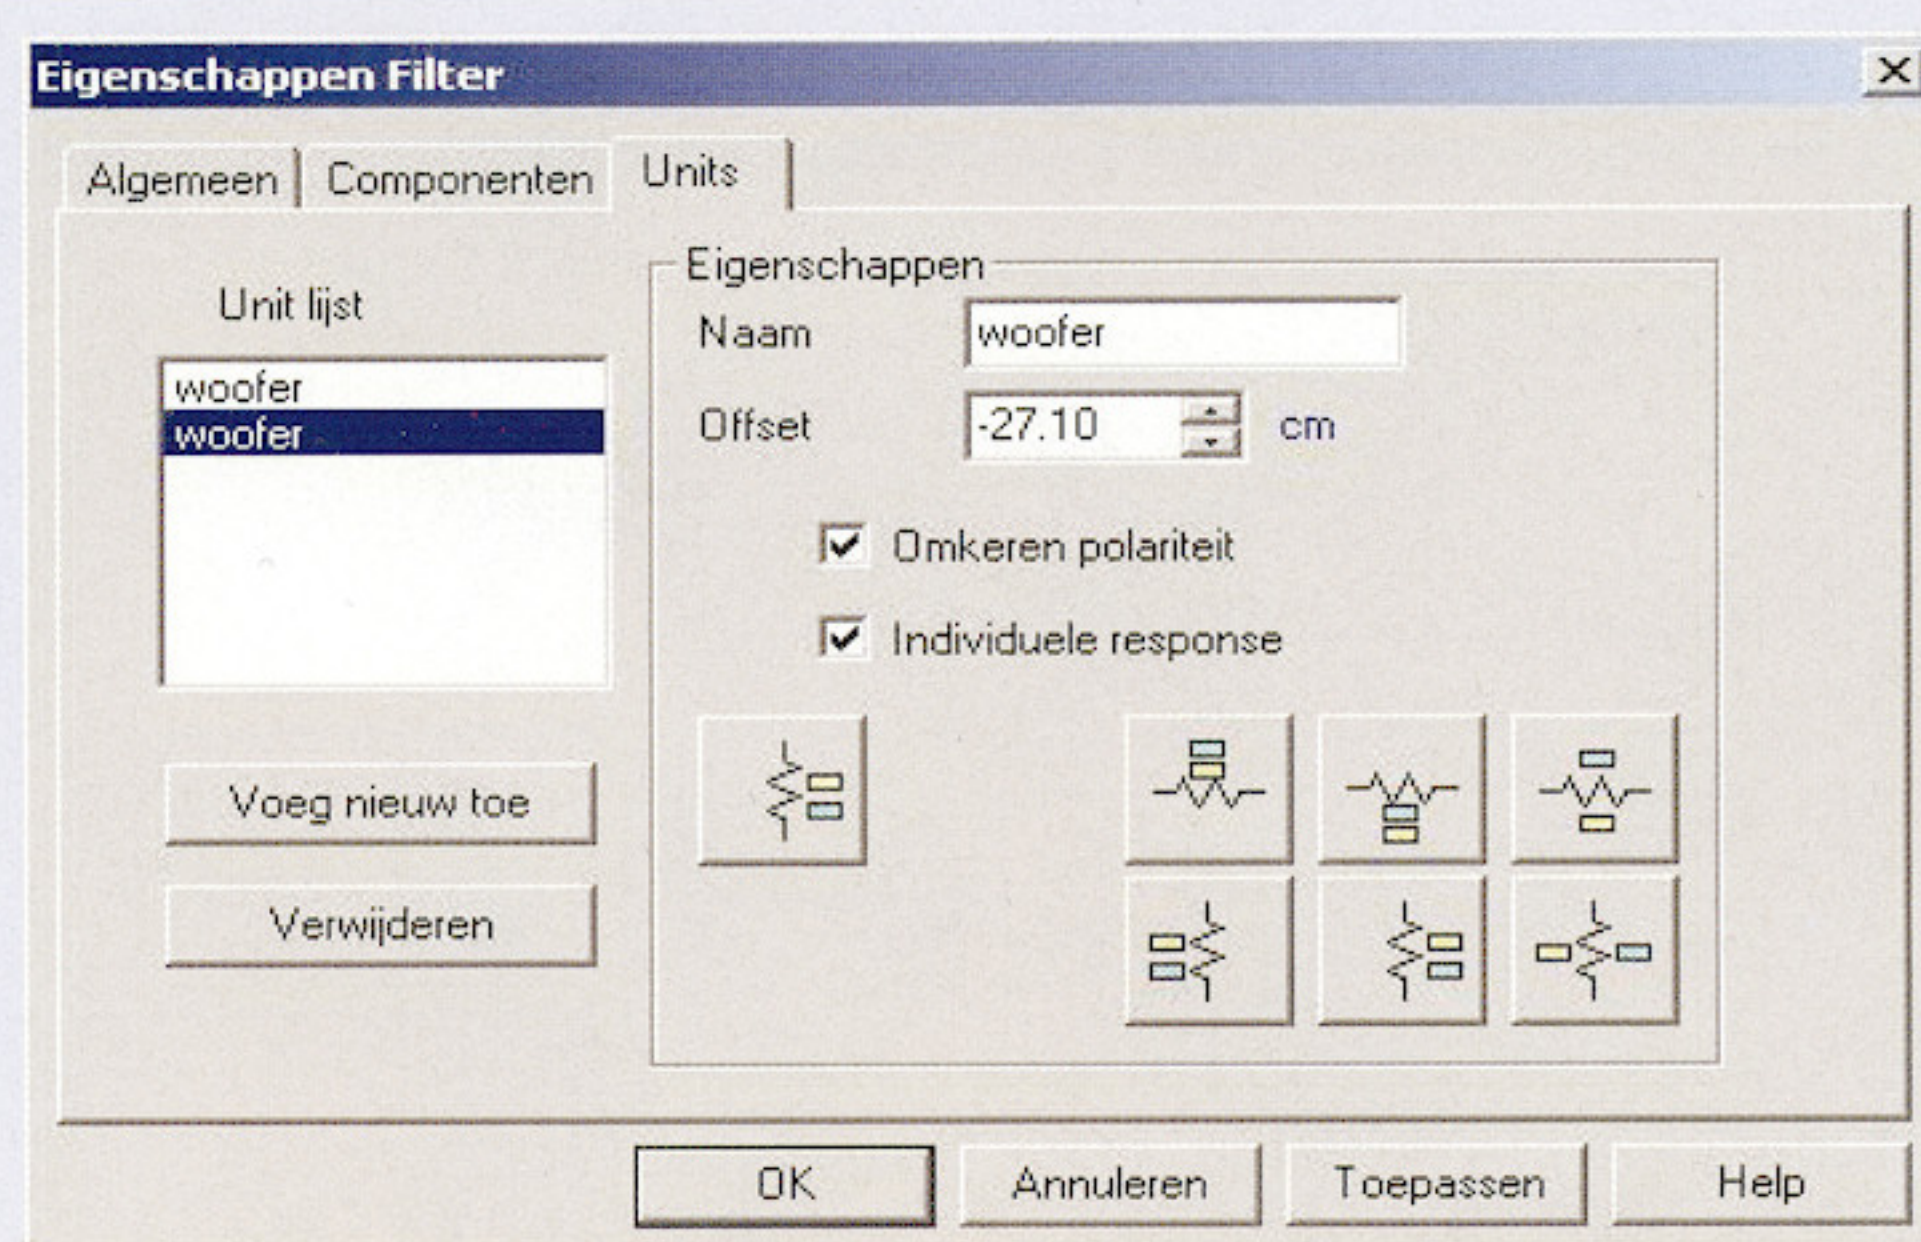 Eigenschappen Filter
Algemeen
Componenten
Units
Unit lijst
woofer
woofer
Voeg nieuw toe
Verwijderen
Eigenschappen
Naam
woofer
Offset
-27.10
cm
Omkeren polariteit
Individuele response
OK
Annuleren
Toepassen
Help